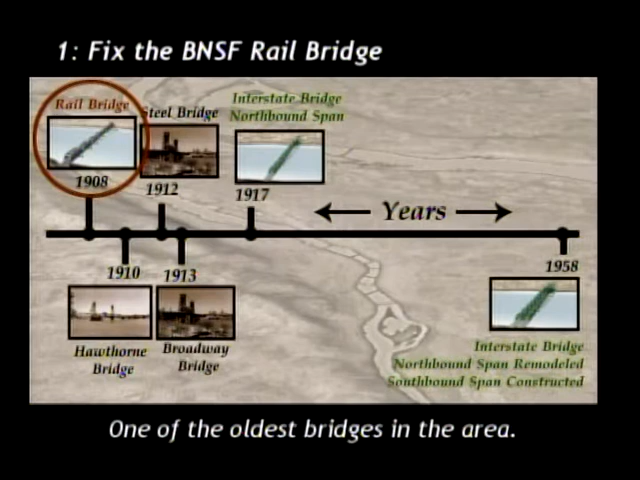 1: Fix the BNSF Rail Bridge
Rail Bridge
1908
Steel Bridge
1912
Interstate Bridge
Northbound Span
1917
Years
1910
Hawthorne
Bridge
1913
Broadway
Bridge
1958
Interstate Bridge
Northbound Span Remodeled
Southbound Span Constructed
One of the oldest bridges in the area.